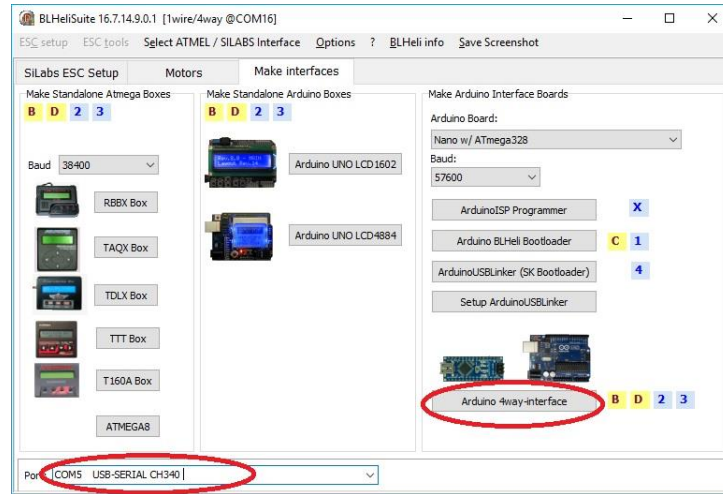 BLHeliSuite 16.7.14.9.0.1 [1wire/4way @COM16]
ESC setup ESC tools Select ATMEL / SILABS Interface Options ? BLHeli info Save Screenshot
SiLabs ESC Setup Motors Make interfaces
Make Standalone Atmega Boxes
B D 2 3
Baud 38400
RBBX Box
TAQX Box
TDLX Box
TTT Box
T160A Box
ATMEGA8
Make Standalone Arduino Boxes
B D 2 3
Arduino UNO LCD1602
Arduino UNO LCD4884
Make Arduino Interface Boards
Arduino Board:
Nano w/ ATmega328
Baud:
57600
ArduinoISP Programmer X
Arduino BLHeli Bootloader C 1
ArduinoUSBLinker (SK Bootloader) 4
Setup ArduinoUSBLinker
Arduino 4way-interface B D 2 3
COM5 USB-SERIAL CH340